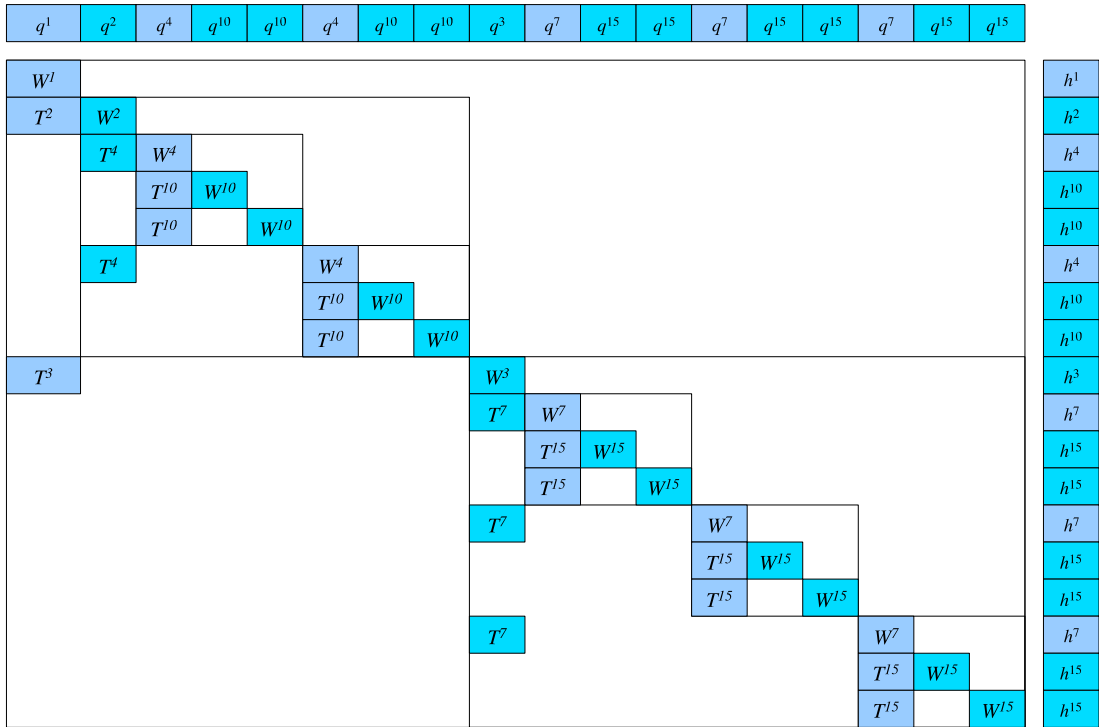 q¹ q² q⁴ q¹⁰ q¹⁰ q⁴ q¹⁰ q¹⁰ q³ q⁷ q¹⁵ q¹⁵ q⁷ q¹⁵ q¹⁵ q⁷ q¹⁵ q¹⁵
W¹ h¹
T² W² h²
T⁴ W⁴ h⁴
T¹⁰ W¹⁰ h¹⁰
T¹⁰ W¹⁰ h¹⁰
T⁴ W⁴ h⁴
T¹⁰ W¹⁰ h¹⁰
T¹⁰ W¹⁰ h¹⁰
T³ W³ h³
T⁷ W⁷ h⁷
T¹⁵ W¹⁵ h¹⁵
T¹⁵ W¹⁵ h¹⁵
T⁷ W⁷ h⁷
T¹⁵ W¹⁵ h¹⁵
T¹⁵ W¹⁵ h¹⁵
T⁷ W⁷ h⁷
T¹⁵ W¹⁵ h¹⁵
T¹⁵ W¹⁵ h¹⁵